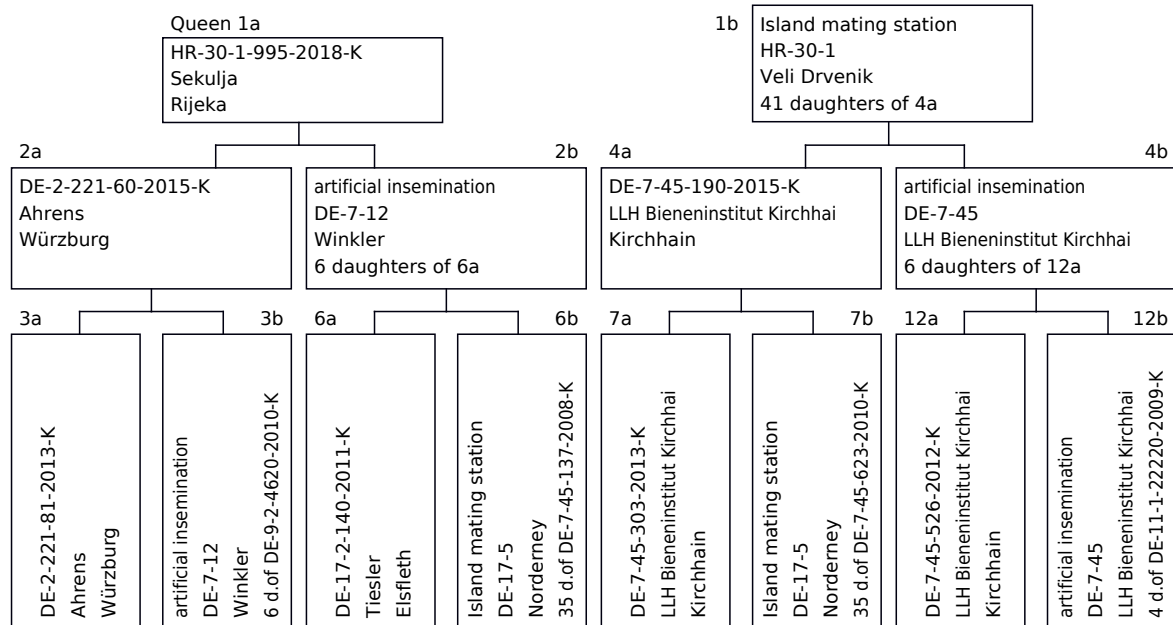 Queen 1a
HR-30-1-995-2018-K
Sekulja
Rijeka
1b
Island mating station
HR-30-1
Veli Drvenik
41 daughters of 4a
2a
DE-2-221-60-2015-K
Ahrens
Würzburg
2b
artificial insemination
DE-7-12
Winkler
6 daughters of 6a
4a
DE-7-45-190-2015-K
LLH Bieneninstitut Kirchhai
Kirchhain
4b
artificial insemination
DE-7-45
LLH Bieneninstitut Kirchhai
6 daughters of 12a
3a
DE-2-221-81-2013-K
Ahrens
Würzburg
3b
artificial insemination
DE-7-12
Winkler
6 d.of DE-9-2-4620-2010-K
6a
DE-17-2-140-2011-K
Tiesler
Elsfleth
6b
Island mating station
DE-17-5
Norderney
35 d.of DE-7-45-137-2008-K
7a
DE-7-45-303-2013-K
LLH Bieneninstitut Kirchhai
Kirchhain
7b
Island mating station
DE-17-5
Norderney
35 d.of DE-7-45-623-2010-K
12a
DE-7-45-526-2012-K
LLH Bieneninstitut Kirchhai
Kirchhain
12b
artificial insemination
DE-7-45
LLH Bieneninstitut Kirchhai
4 d.of DE-11-1-22220-2009-K